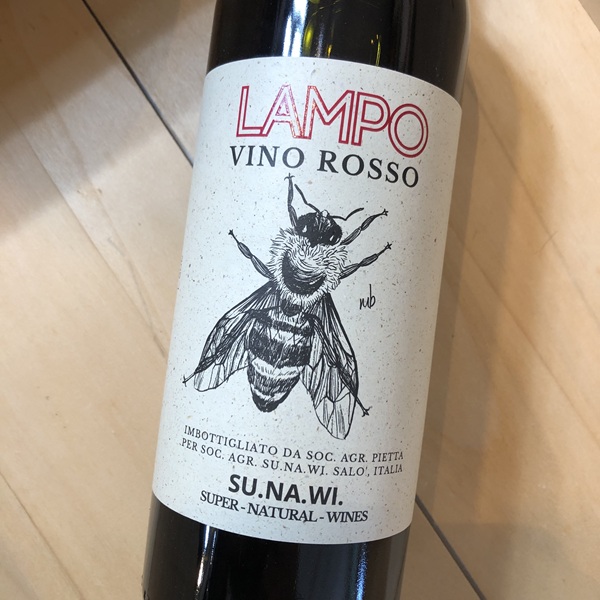 LAMPO
VINO ROSSO
mb
IMBOTTIGLIATO DA SOC. AGR. PIETTA
PER SOC. AGR. SU.NA.WI. SALO', ITALIA
SU.NA.WI.
SUPER-NATURAL-WINES